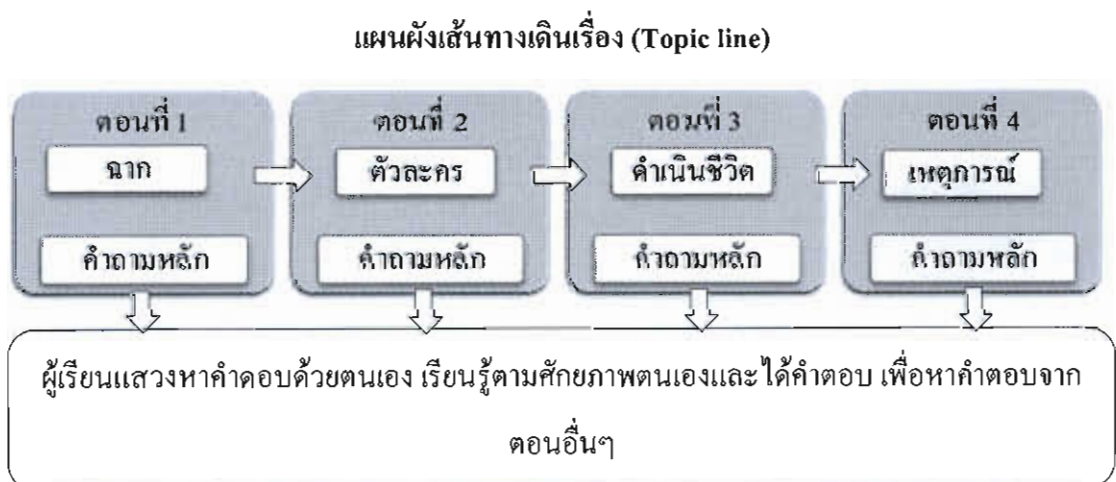 แผนผังเส้นทางเดินเรื่อง (Topic line)
ตอนที่ 1
ตอนที่ 2
ตอนที่ 3
ตอนที่ 4
ฉาก
ตัวละคร
ดำเนินชีวิต
เหตุการณ์
คำถามหลัก
คำถามหลัก
คำถามหลัก
คำถามหลัก
ผู้เรียนแสวงหาคำตอบด้วยตนเอง เรียนรู้ตามศักยภาพตนเองและได้คำตอบ เพื่อหาคำตอบจาก
ตอนอื่นๆ